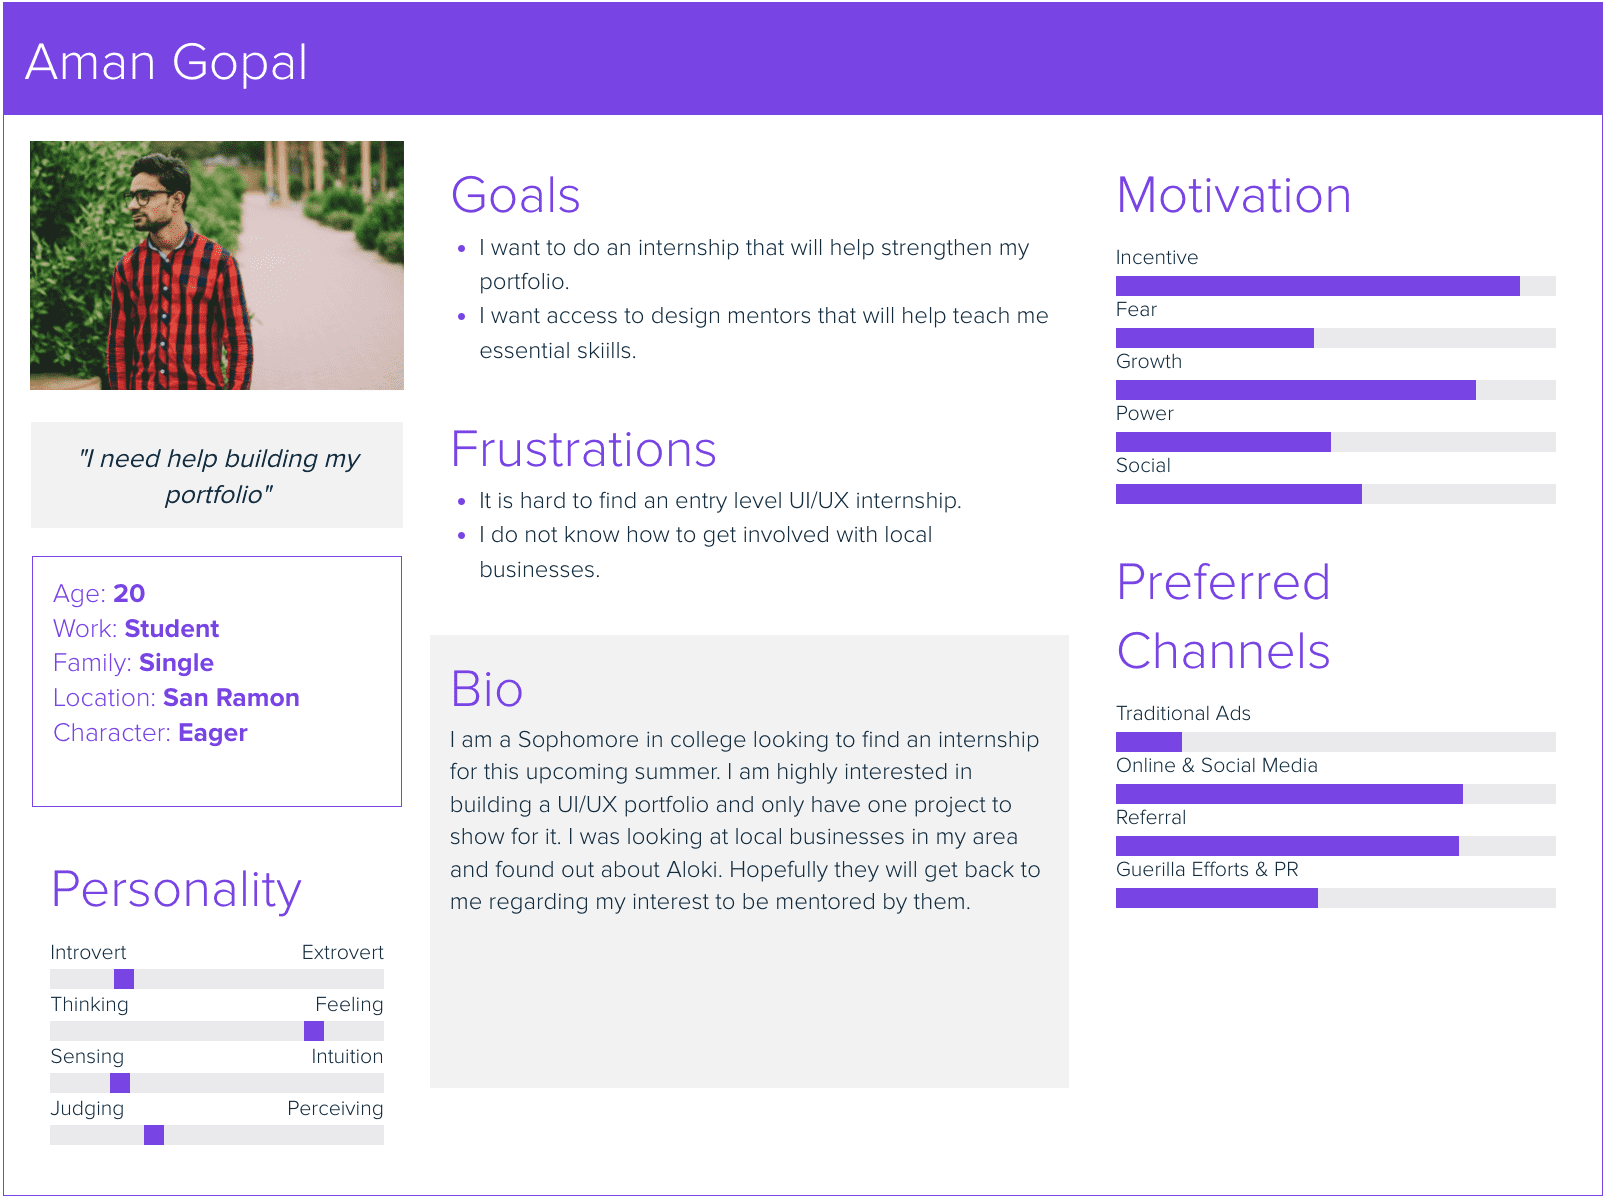 Aman Gopal
"I need help building my
portfolio"
Age: 20
Work: Student
Family: Single
Location: San Ramon
Character: Eager
Personality
Introvert Extrovert
Thinking Feeling
Sensing Intuition
Judging Perceiving
Goals
• I want to do an internship that will help strengthen my
portfolio.
• I want access to design mentors that will help teach me
essential skiills.
Frustrations
• It is hard to find an entry level UI/UX internship.
• I do not know how to get involved with local
businesses.
Bio
I am a Sophomore in college looking to find an internship
for this upcoming summer. I am highly interested in
building a UI/UX portfolio and only have one project to
show for it. I was looking at local businesses in my area
and found out about Aloki. Hopefully they will get back to
me regarding my interest to be mentored by them.
Motivation
Incentive
Fear
Growth
Power
Social
Preferred
Channels
Traditional Ads
Online & Social Media
Referral
Guerilla Efforts & PR